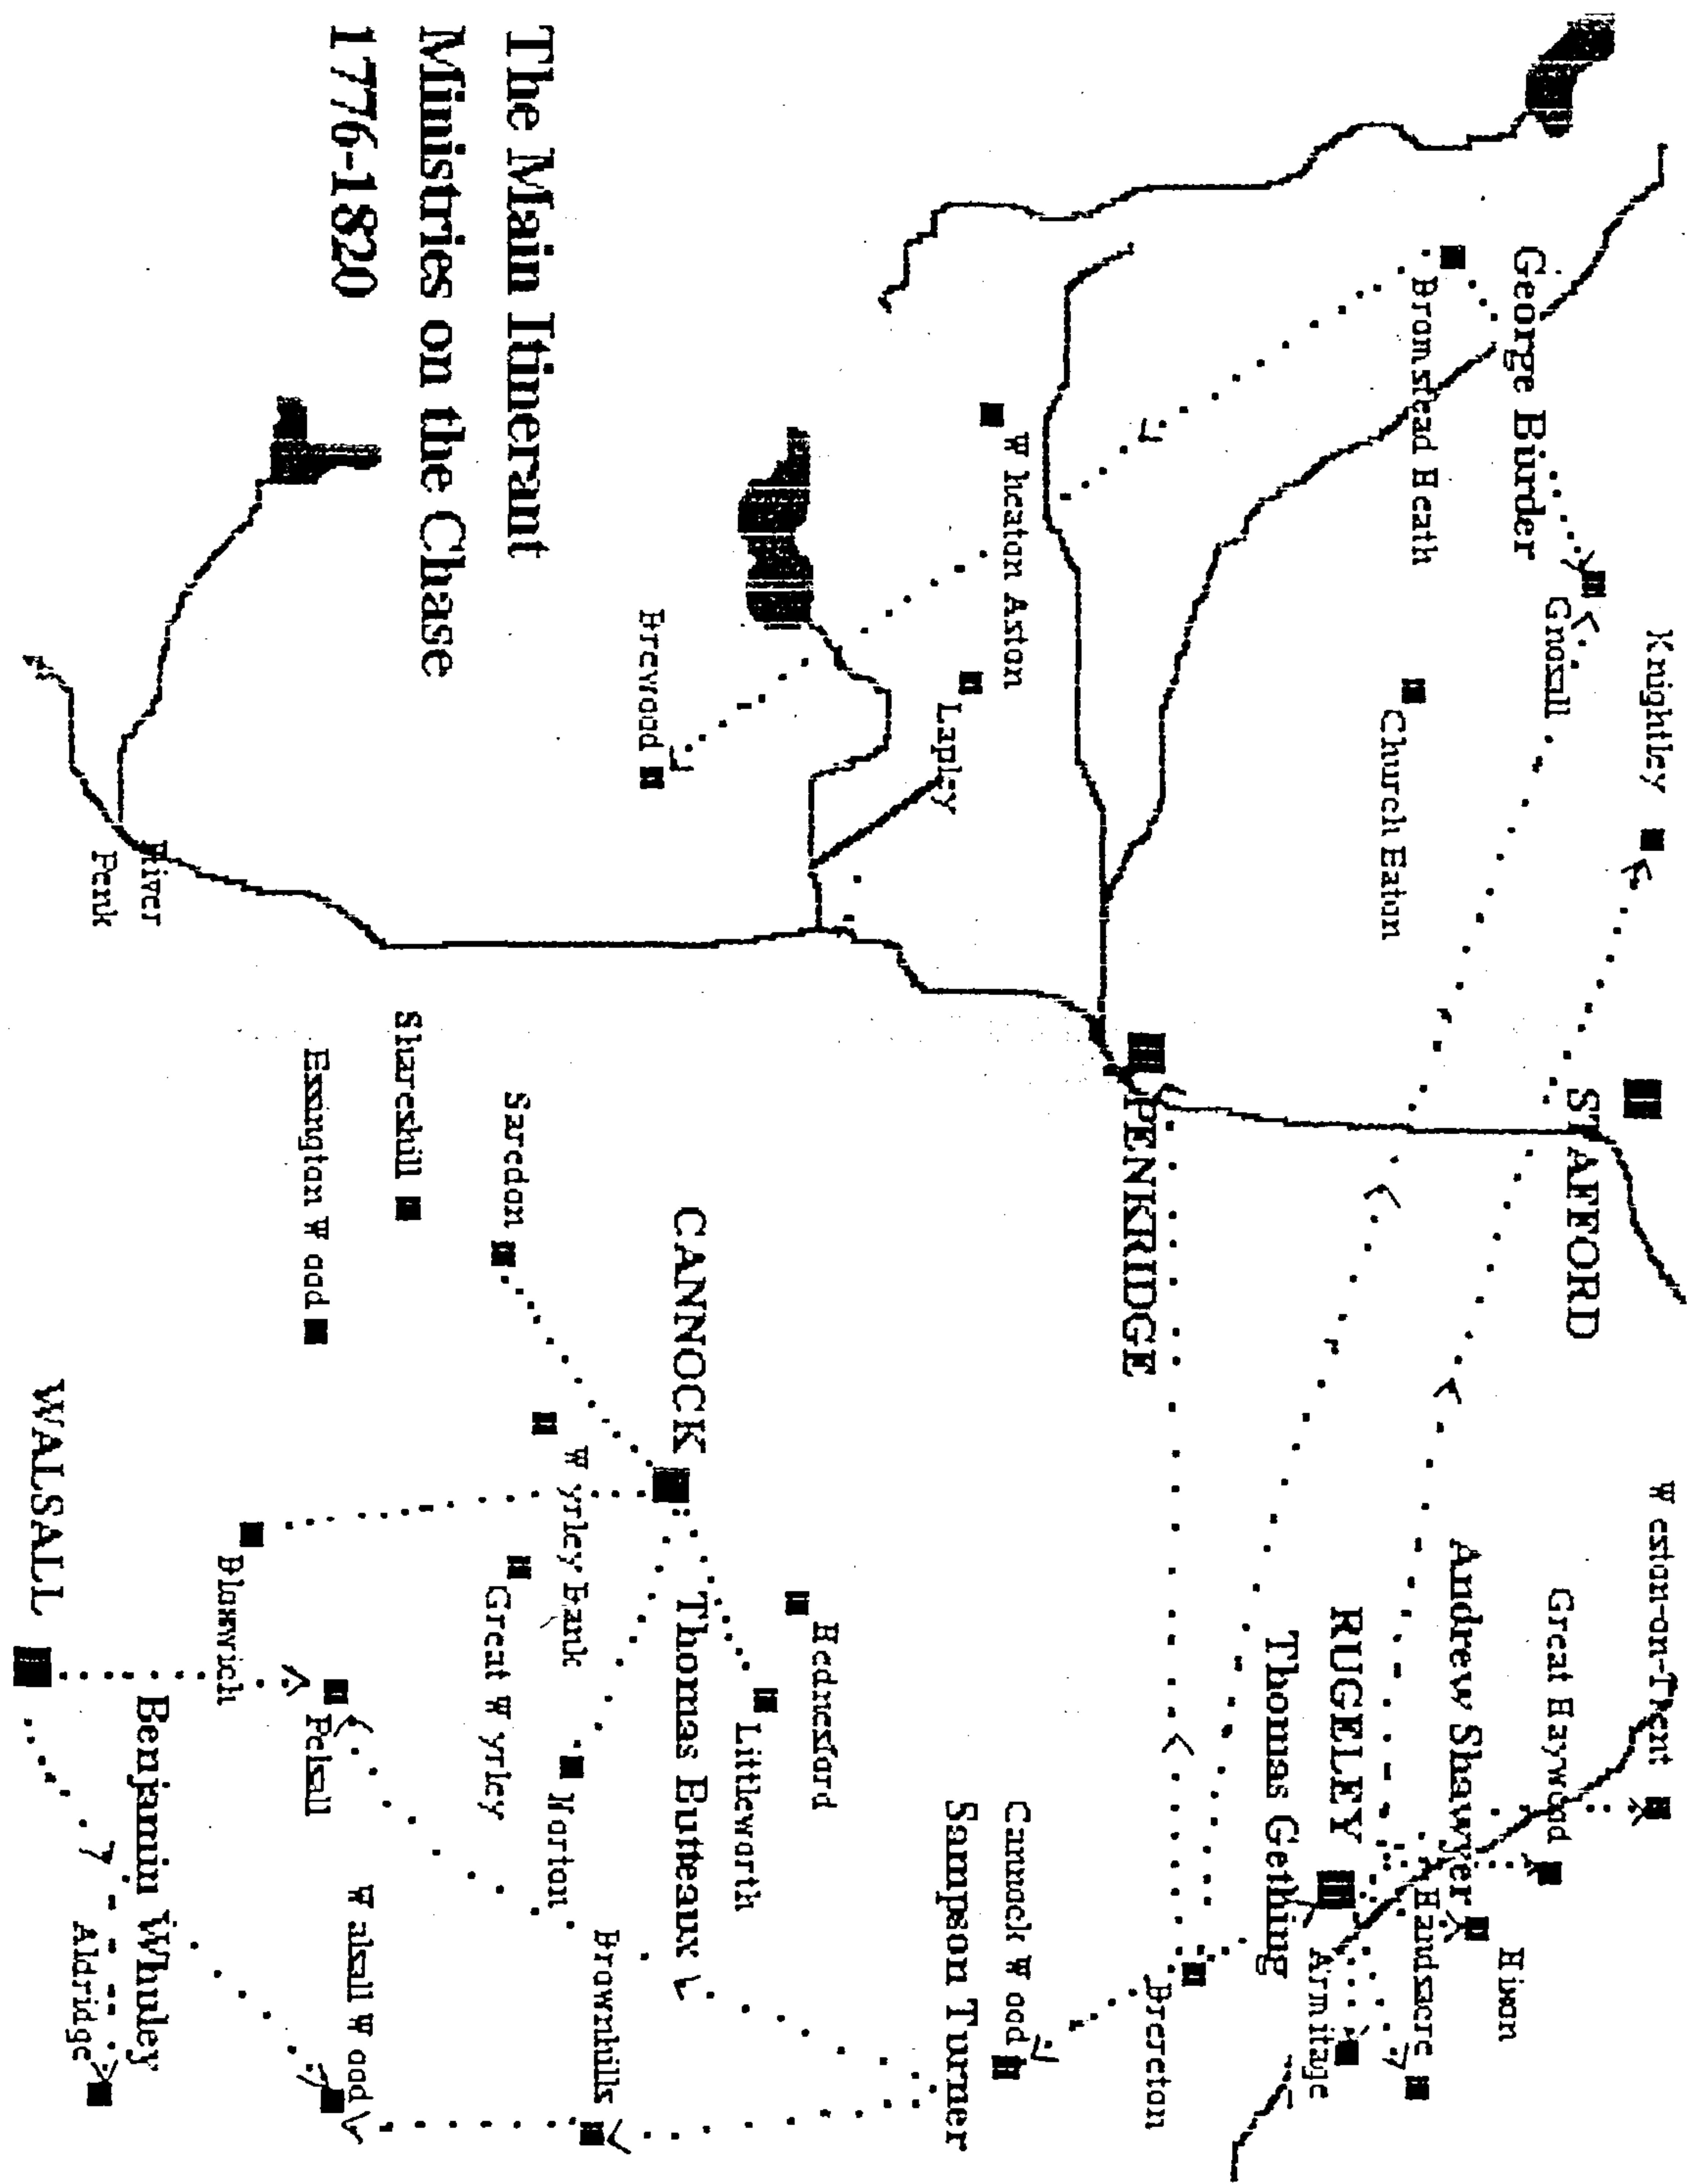 Knightley
Weston-on-Trent
STAFFORD
Great Haywood
Gnosall
George Burder
Hixon
Andrew Shawyer
Bromstead Heath
Church Eaton
Handsacre
RUGELEY
Armitage
Thomas Gething
PENKRIDGE
Brereton
Wheaton Aston
Cannock Wood
Lapley
Sampson Turner
Hednesford
Littleworth
Brewood
CANNOCK
Thomas Butteaux
Brownhills
Wyrley Bank
Norton
The Main Itinerant
Ministries on the Chase
1776-1820
Saredon
Great Wyrley
Shareshill
Walsall Wood
Essington Wood
Pelsall
Bloxwich
River
Penk
Benjamin Whuley
Aldridge
WALSALL